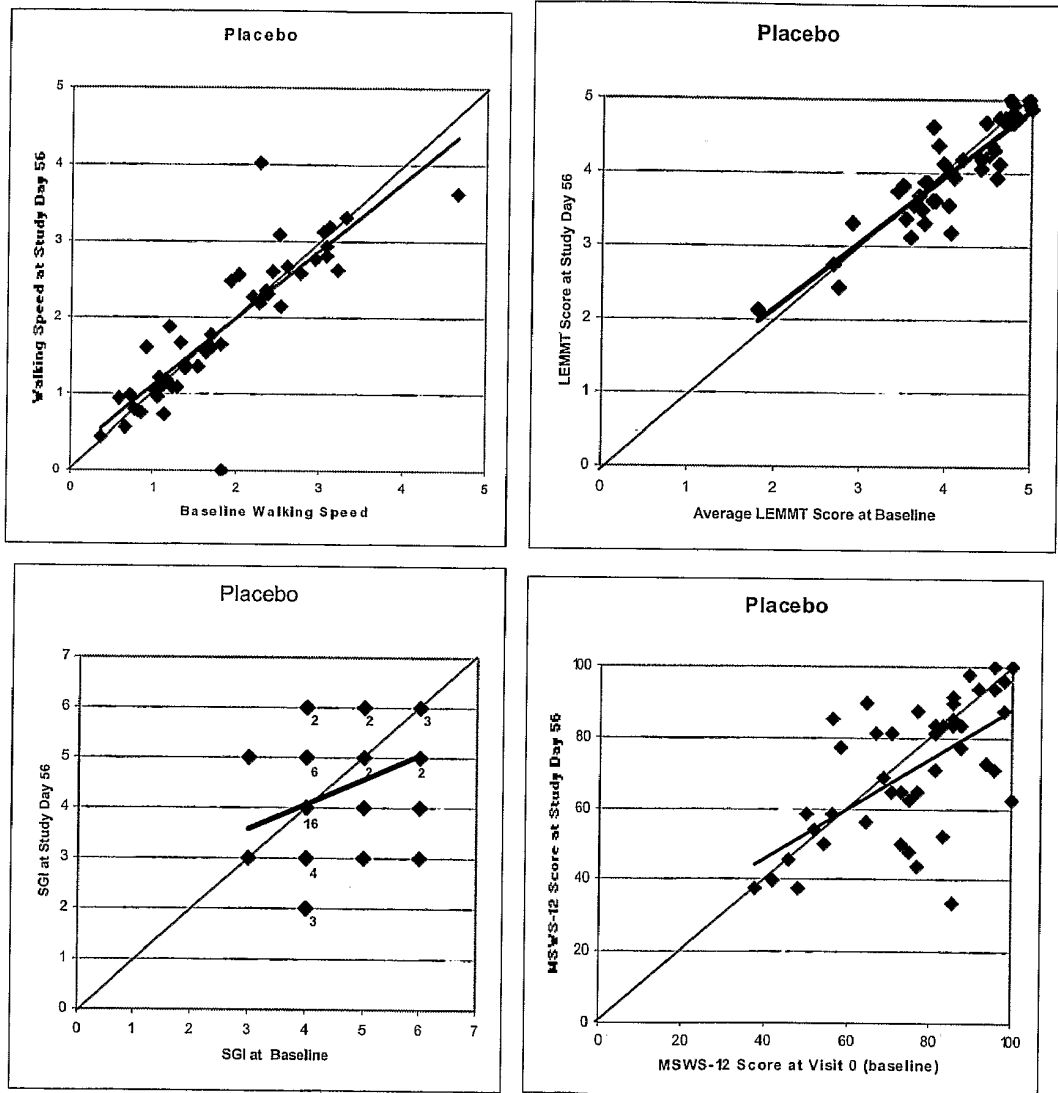 Placebo
Walking Speed at Study Day 56
5
4
3
2
1
0
0 1 2 3 4 5
Baseline Walking Speed
Placebo
LEMMT Score at Study Day 56
5
4
3
2
1
0
0 1 2 3 4 5
Average LEMMT Score at Baseline
Placebo
SGI at Study Day 56
7
6
5
4
3
2
1
0
2 2 3
6 2 2
16
4
3
0 1 2 3 4 5 6 7
SGI at Baseline
Placebo
MSWS-12 Score at Study Day 56
100
80
60
40
20
0
0 20 40 60 80 100
MSWS-12 Score at Visit 0 (baseline)